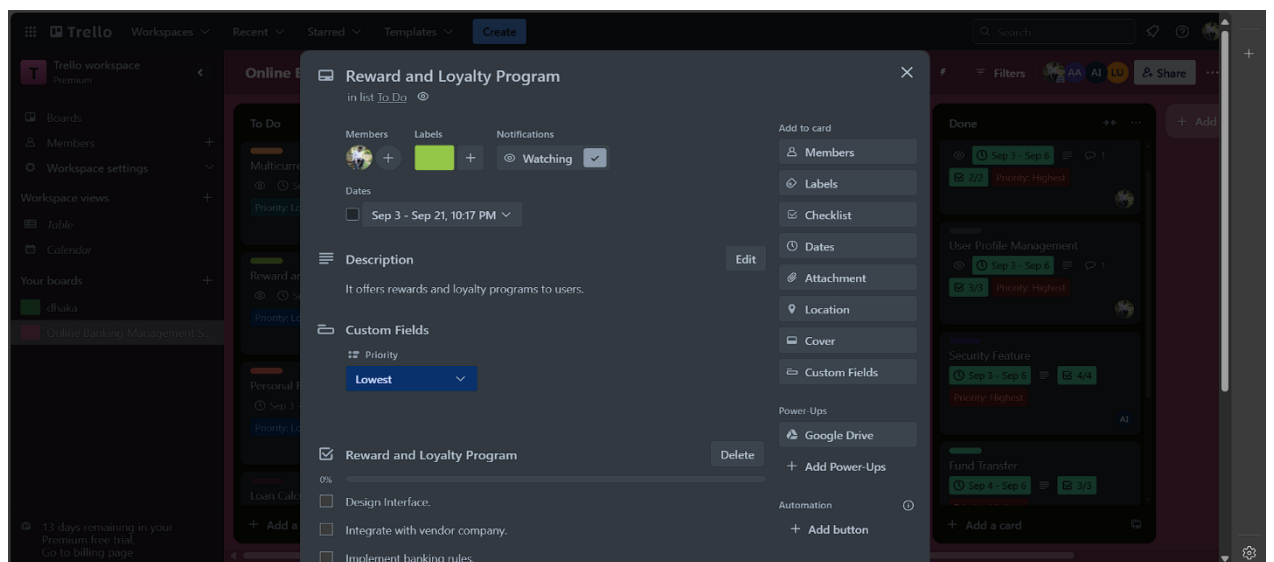 Trello
Workspaces
Recent
Starred
Templates
Create
Search
T
Trello workspace
Premium
Boards
Members
Workspace settings
Workspace views
Table
Calendar
Your boards
dhaka
Online Banking Management S...
13 days remaining in your
Premium free trial.
Go to billing page
Online
Filters
AA
AI
LU
Share
To Do
Multicurre
Priority: Lo
Reward an
Priority: Lo
Personal
Sep 3
Priority: Lo
Loan Calc
+ Add a
Reward and Loyalty Program
in list To Do
Members
Labels
Notifications
Watching
Dates
Sep 3 - Sep 21, 10:17 PM
Description
Edit
It offers rewards and loyalty programs to users.
Custom Fields
Priority
Lowest
Reward and Loyalty Program
Delete
0%
Design Interface.
Integrate with vendor company.
Implement banking rules.
Add to card
Members
Labels
Checklist
Dates
Attachment
Location
Cover
Custom Fields
Power-Ups
Google Drive
+ Add Power-Ups
Automation
+ Add button
Done
Sep 3 - Sep 6
1
2/2
Priority: Highest
User Profile Management
Sep 3 - Sep 6
1
3/3
Priority: Highest
Security Feature
Sep 3 - Sep 6
4/4
Priority: Highest
AI
Fund Transfer
Sep 4 - Sep 6
3/3
+ Add a card
+ Add